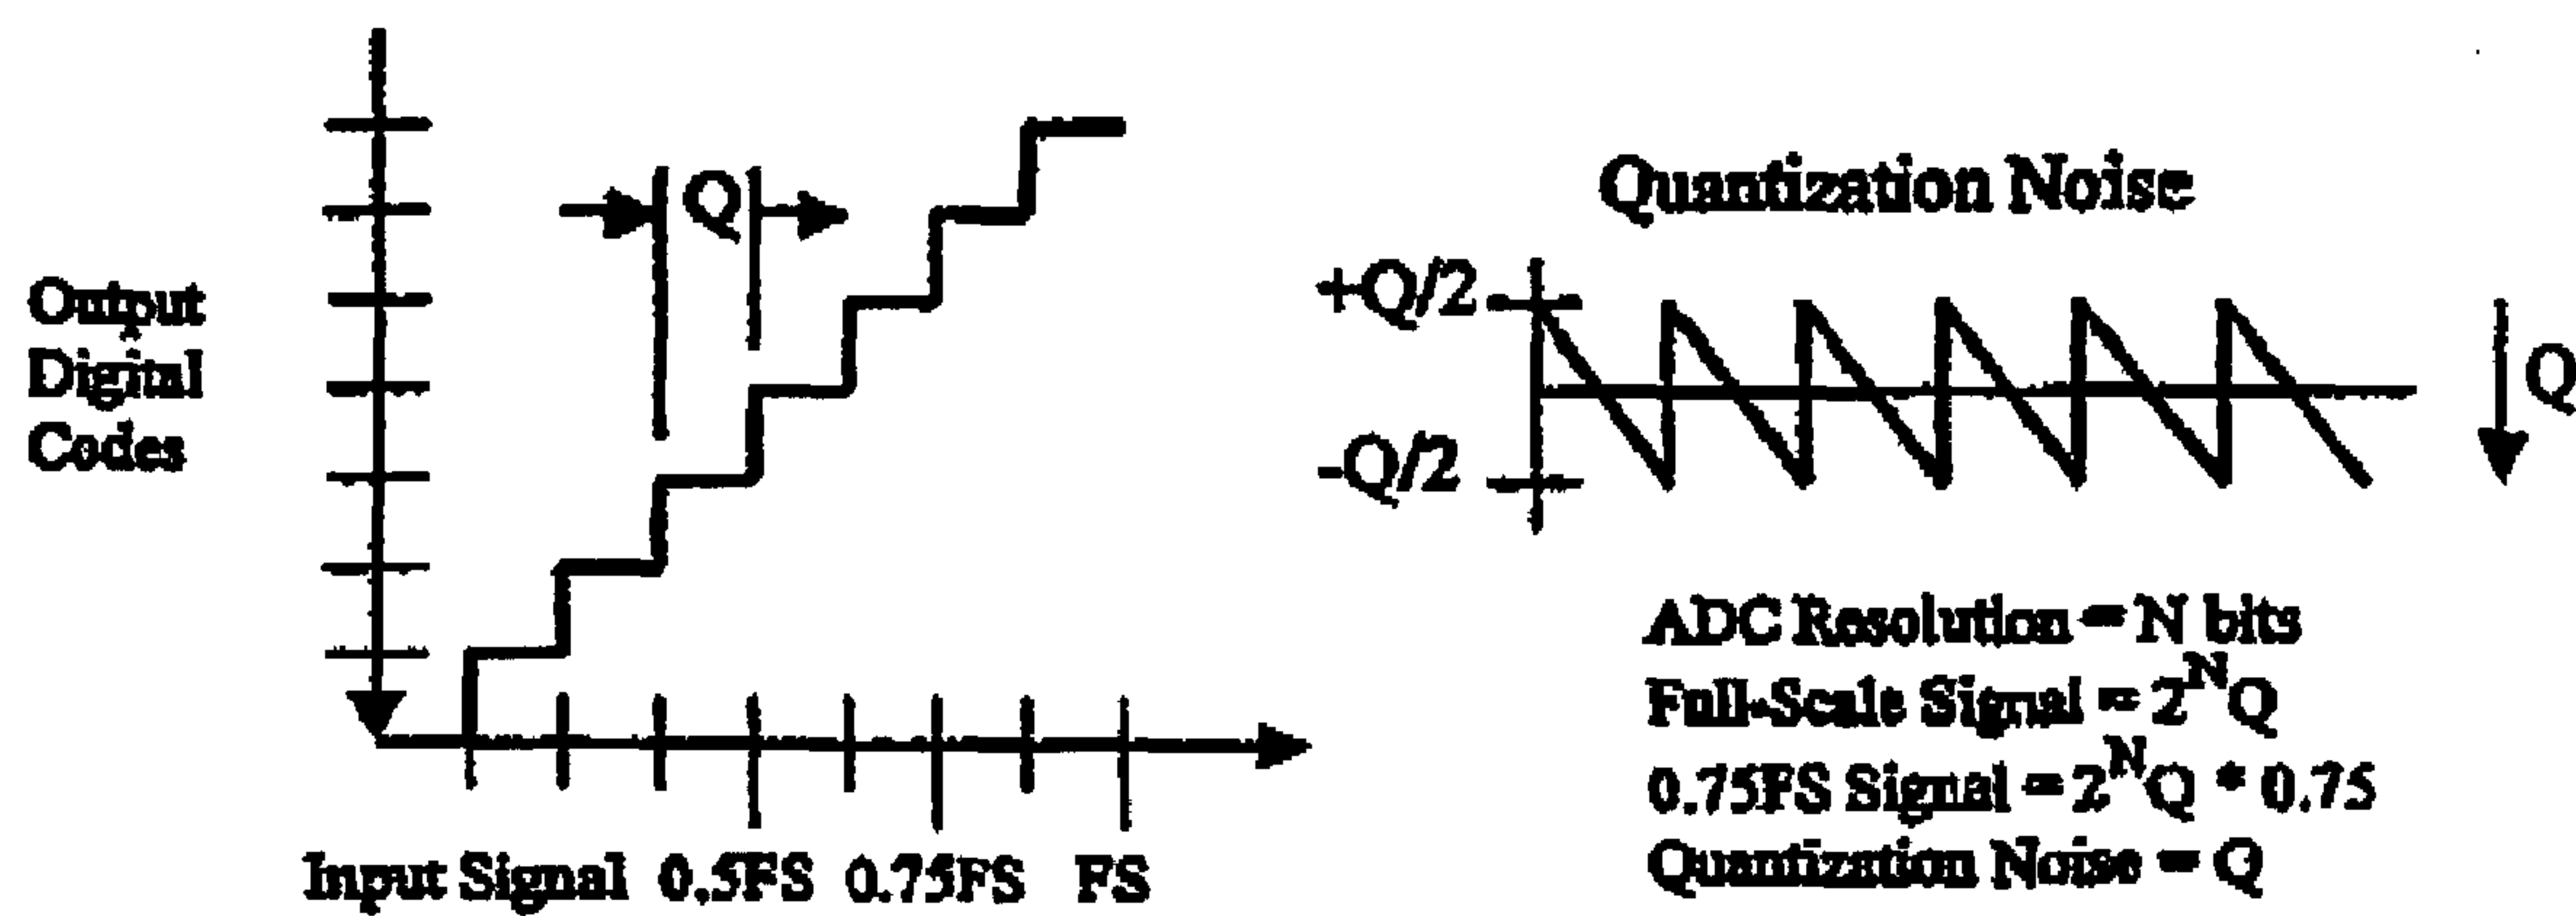 Output
Digital
Codes
Q
Input Signal 0.5FS 0.75FS FS
Quantization Noise
+Q/2
-Q/2
Q
ADC Resolution = N bits
Full-Scale Signal = 2^N Q
0.75FS Signal = 2^N Q * 0.75
Quantization Noise = Q